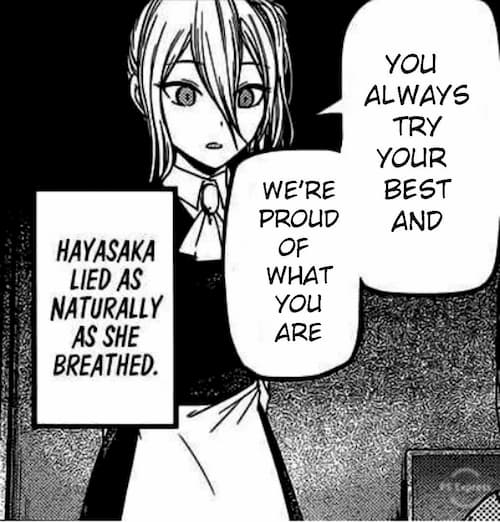 YOU
ALWAYS
TRY
YOUR
BEST
AND
WE'RE
PROUD
OF
WHAT
YOU
ARE
HAYASAKA
LIED AS
NATURALLY
AS SHE
BREATHED.